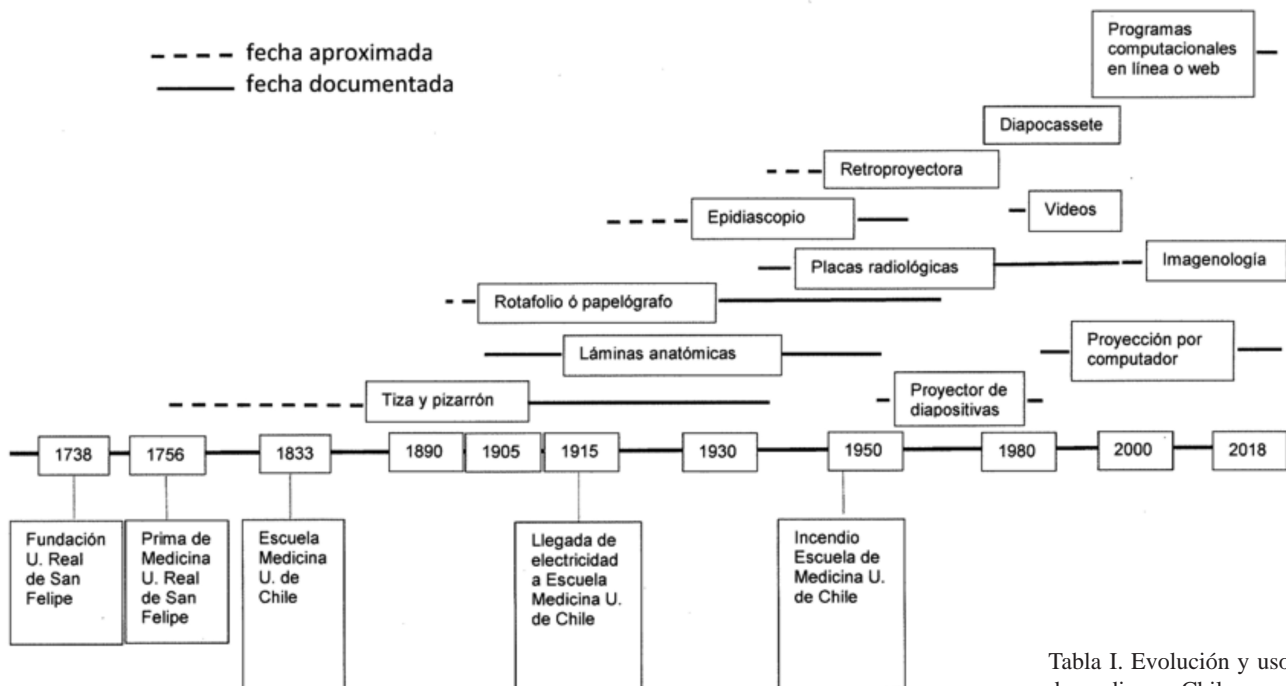 Programas
computacionales
en línea o web
fecha aproximada
fecha documentada
Diapocassete
Retroproyectora
Epidiascopio
Videos
Placas radiológicas
Imagenología
Rotafolio ó papelógrafo
Láminas anatómicas
Proyección por
computador
Tiza y pizarrón
Proyector de
diapositivas
1738
1756
1833
1890
1905
1915
1930
1950
1980
2000
2018
Fundación
U. Real
de San
Felipe
Prima de
Medicina
U. Real
de San
Felipe
Escuela
Medicina
U. de
Chile
Llegada de
electricidad
a Escuela
Medicina U.
de Chile
Incendio
Escuela de
Medicina U.
de Chile
Tabla I. Evolución y uso